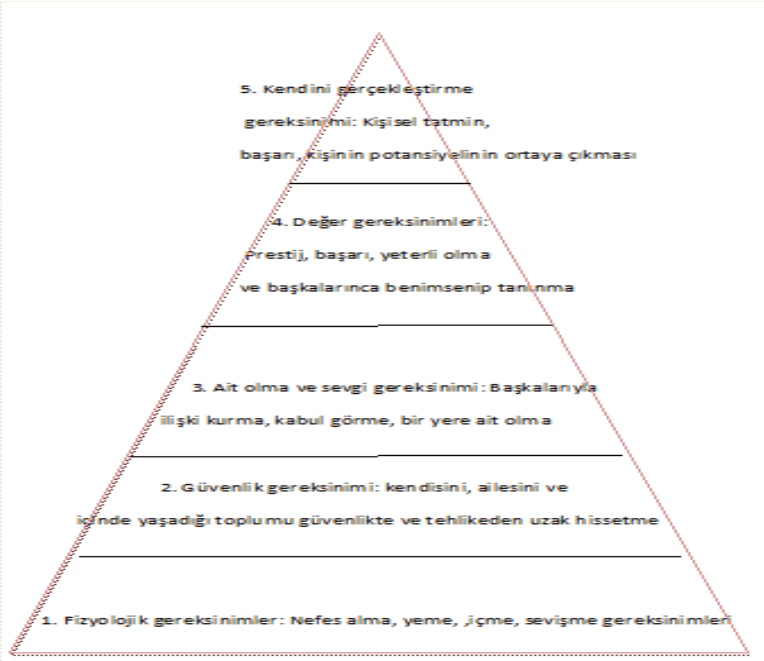 5. Kendini gerçekleştirme
gereksinimi: Kişisel tatmin,
başarı, kişinin potansiyelinin ortaya çıkması
4. Değer gereksinimleri:
Prestij, başarı, yeterli olma
ve başkalarınca benimsenip tanınma
3. Ait olma ve sevgi gereksinimi: Başkalarıyla
ilişki kurma, kabul görme, bir yere ait olma
2. Güvenlik gereksinimi: kendisini, ailesini ve
içinde yaşadığı toplumu güvenlikte ve tehlikeden uzak hissetme
1. Fizyolojik gereksinimler: Nefes alma, yeme, ,içme, sevişme gereksinimleri